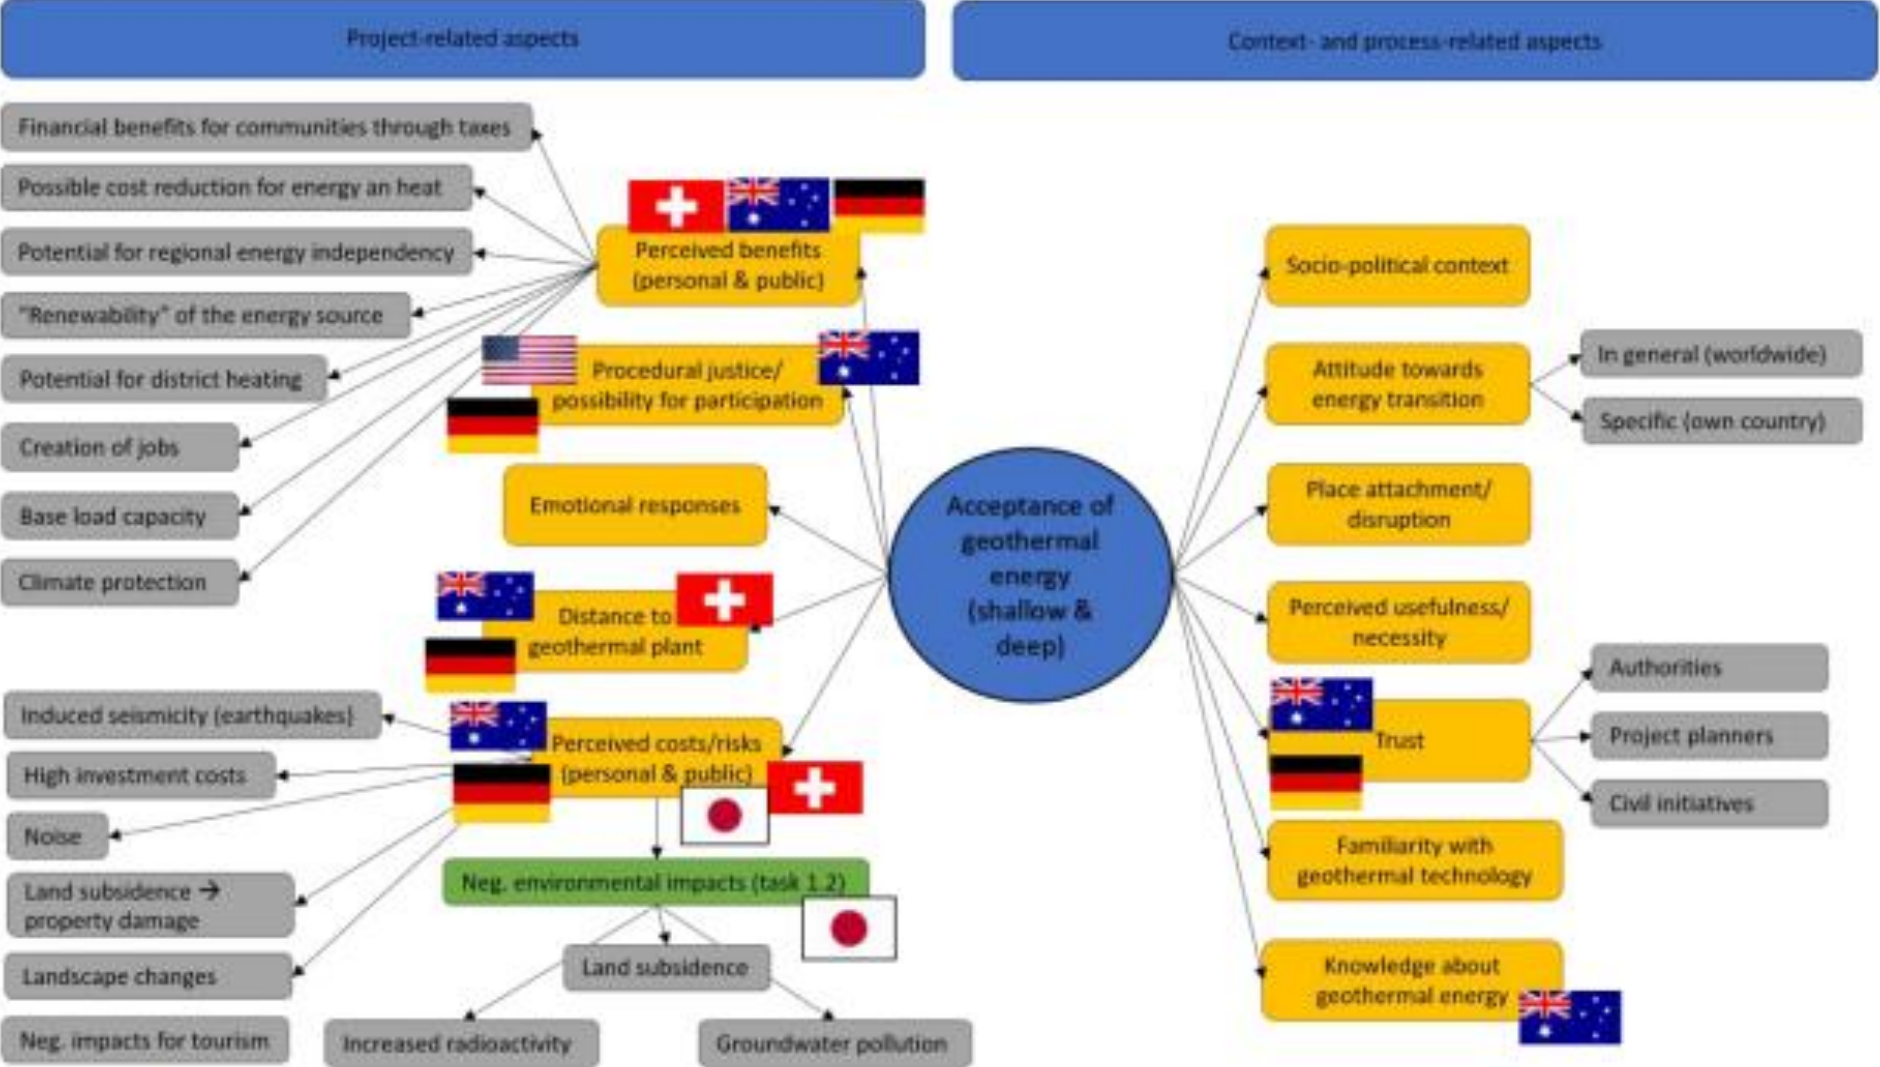 Project-related aspects
Context- and process-related aspects
Financial benefits for communities through taxes
Possible cost reduction for energy an heat
Potential for regional energy independency
"Renewability" of the energy source
Potential for district heating
Creation of jobs
Base load capacity
Climate protection
Perceived benefits
(personal & public)
Procedural justice/
possibility for participation
Emotional responses
Distance to
geothermal plant
Perceived costs/risks
(personal & public)
Induced seismicity (earthquakes)
High investment costs
Noise
Land subsidence →
property damage
Landscape changes
Neg. impacts for tourism
Neg. environmental impacts (task 1.2)
Land subsidence
Increased radioactivity
Groundwater pollution
Acceptance of
geothermal
energy
(shallow &
deep)
Socio-political context
Attitude towards
energy transition
In general (worldwide)
Specific (own country)
Place attachment/
disruption
Perceived usefulness/
necessity
Trust
Authorities
Project planners
Civil initiatives
Familiarity with
geothermal technology
Knowledge about
geothermal energy